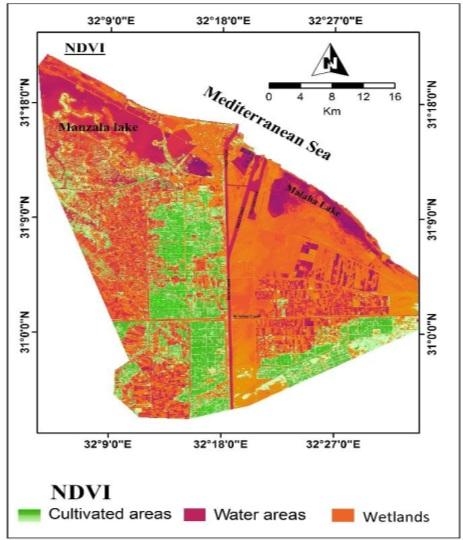 32°9'0"E 32°18'0"E 32°27'0"E
NDVI
N
0 4 8 12 16
Km
Mediterranean Sea
31°18'0"N 31°18'0"N
Manzala lake
Malaha Lake
31°9'0"N 31°9'0"N
31°0'0"N 31°0'0"N
32°9'0"E 32°18'0"E 32°27'0"E
NDVI
Cultivated areas Water areas Wetlands